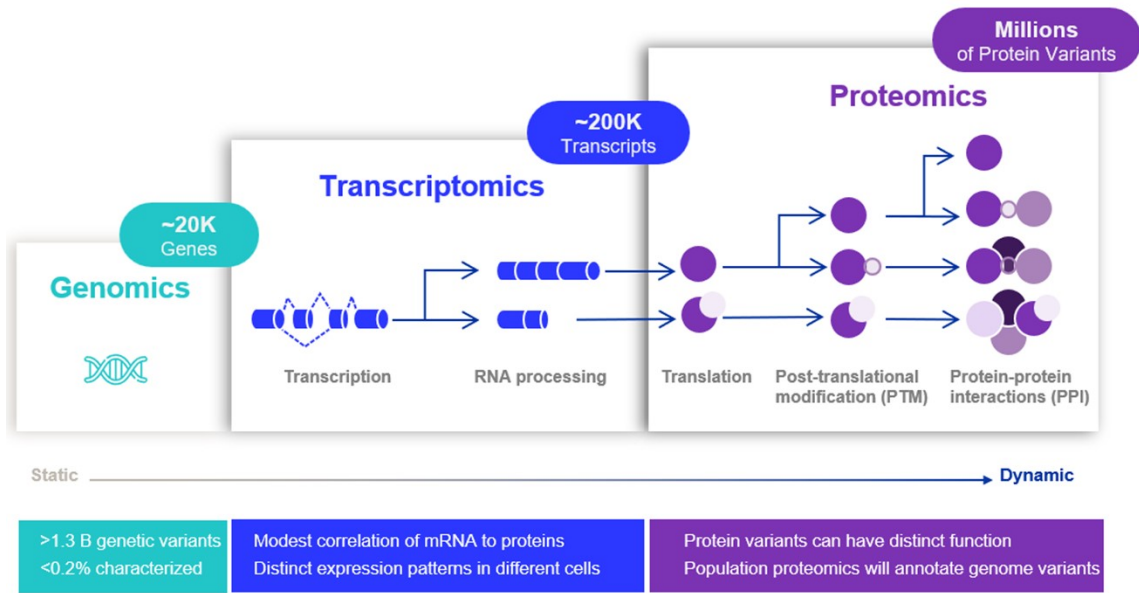 Millions
of Protein Variants
Proteomics
~200K
Transcripts
Transcriptomics
~20K
Genes
Genomics
Transcription
RNA processing
Translation
Post-translational
modification (PTM)
Protein-protein
interactions (PPI)
Static
Dynamic
>1.3 B genetic variants
<0.2% characterized
Modest correlation of mRNA to proteins
Distinct expression patterns in different cells
Protein variants can have distinct function
Population proteomics will annotate genome variants